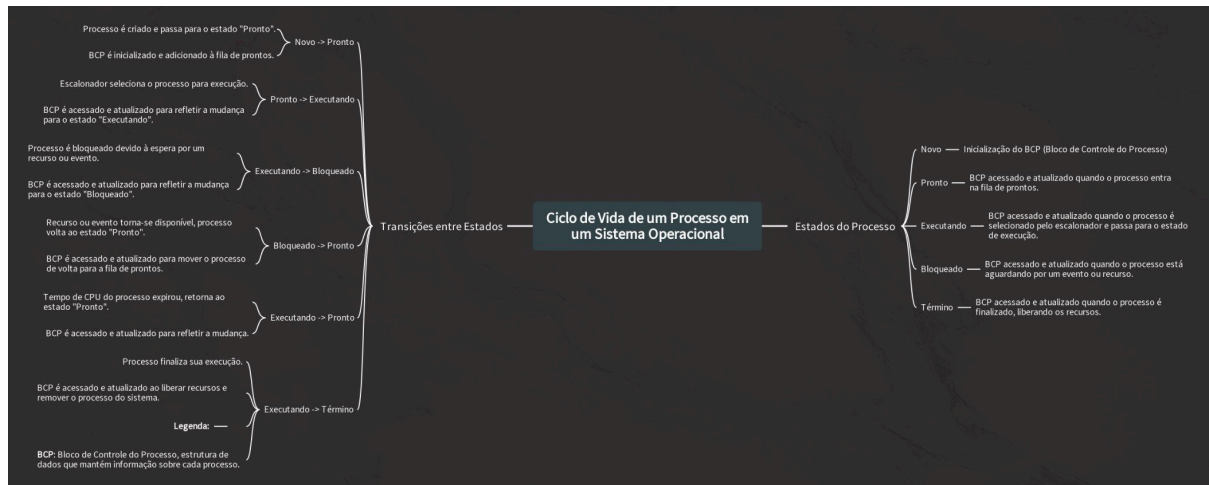 Ciclo de Vida de um Processo em
um Sistema Operacional
Transições entre Estados
Novo -> Pronto
Processo é criado e passa para o estado "Pronto".
BCP é inicializado e adicionado à fila de prontos.
Pronto -> Executando
Escalonador seleciona o processo para execução.
BCP é acessado e atualizado para refletir a mudança
para o estado "Executando".
Executando -> Bloqueado
Processo é bloqueado devido à espera por um
recurso ou evento.
BCP é acessado e atualizado para refletir a mudança
para o estado "Bloqueado".
Bloqueado -> Pronto
Recurso ou evento torna-se disponível, processo
volta ao estado "Pronto".
BCP é acessado e atualizado para mover o processo
de volta para a fila de prontos.
Executando -> Pronto
Tempo de CPU do processo expirou, retorna ao
estado "Pronto".
BCP é acessado e atualizado para refletir a mudança.
Executando -> Término
Processo finaliza sua execução.
BCP é acessado e atualizado ao liberar recursos e
remover o processo do sistema.
Legenda:
BCP: Bloco de Controle do Processo, estrutura de
dados que mantém informação sobre cada processo.
Estados do Processo
Novo
Inicialização do BCP (Bloco de Controle do Processo)
Pronto
BCP acessado e atualizado quando o processo entra
na fila de prontos.
Executando
BCP acessado e atualizado quando o processo é
selecionado pelo escalonador e passa para o estado
de execução.
Bloqueado
BCP acessado e atualizado quando o processo está
aguardando por um evento ou recurso.
Término
BCP acessado e atualizado quando o processo é
finalizado, liberando os recursos.